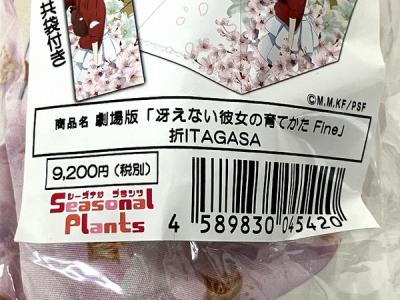 共袋付き
©M.M.KF/PSF
商品名 劇場版「冴えない彼女の育てかた Fine」
折ITAGASA
9,200円(税別)
シーズナル プランツ
Seasonal
Plants
4 589830 045420